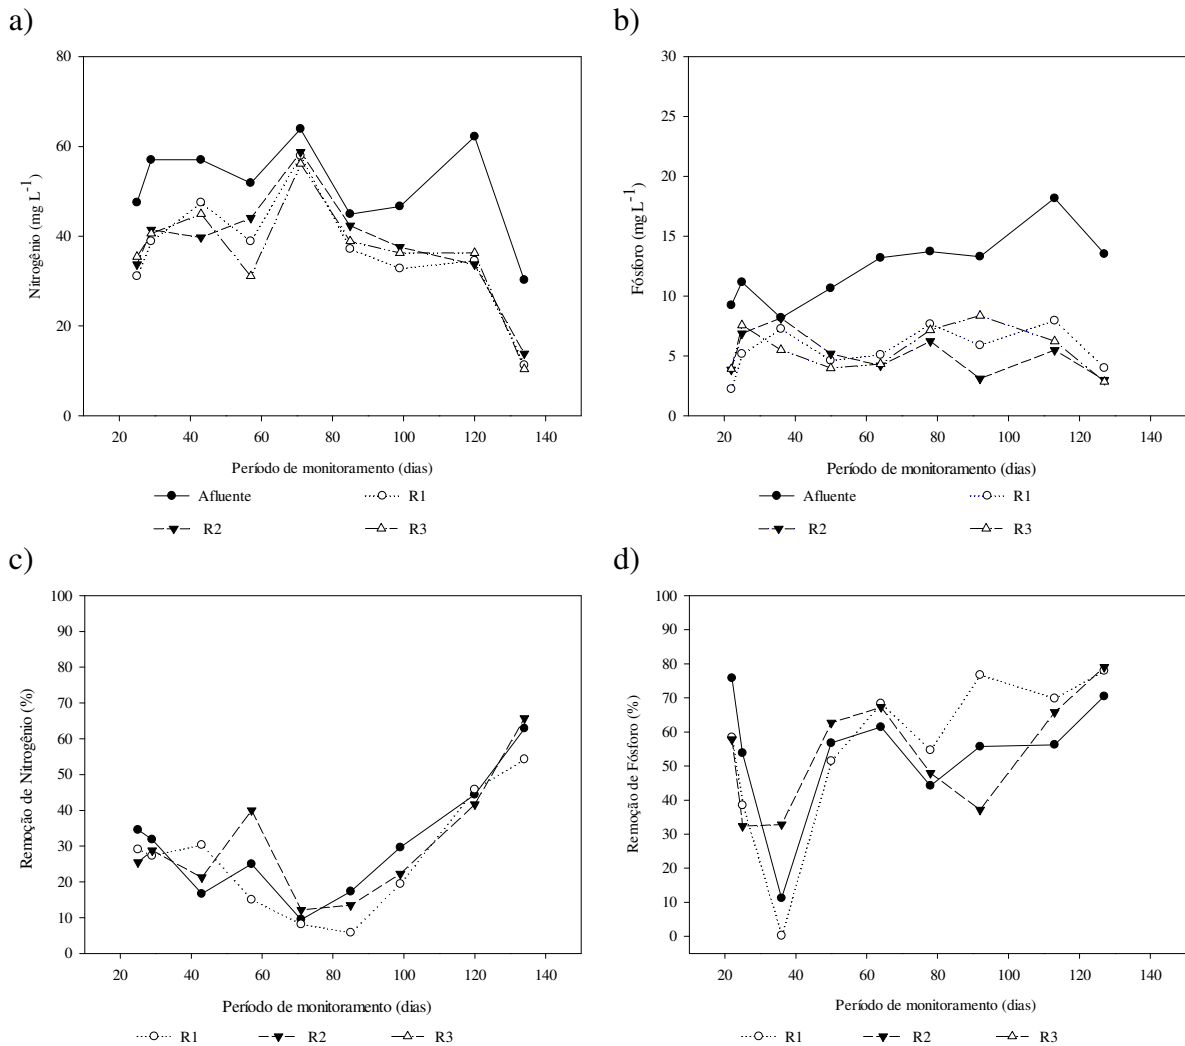 a)
80
60
40
20
0
Nitrogênio (mg L-1)
20 40 60 80 100 120 140
Período de monitoramento (dias)
Afluente R1
R2 R3
b)
30
25
20
15
10
5
0
Fósforo (mg L-1)
20 40 60 80 100 120 140
Período de monitoramento (dias)
Afluente R1
R2 R3
c)
100
90
80
70
60
50
40
30
20
10
0
Remoção de Nitrogênio (%)
20 40 60 80 100 120 140
Período de monitoramento (dias)
R1 R2 R3
d)
100
90
80
70
60
50
40
30
20
10
0
Remoção de Fósforo (%)
20 40 60 80 100 120 140
Período de monitoramento (dias)
R1 R2 R3